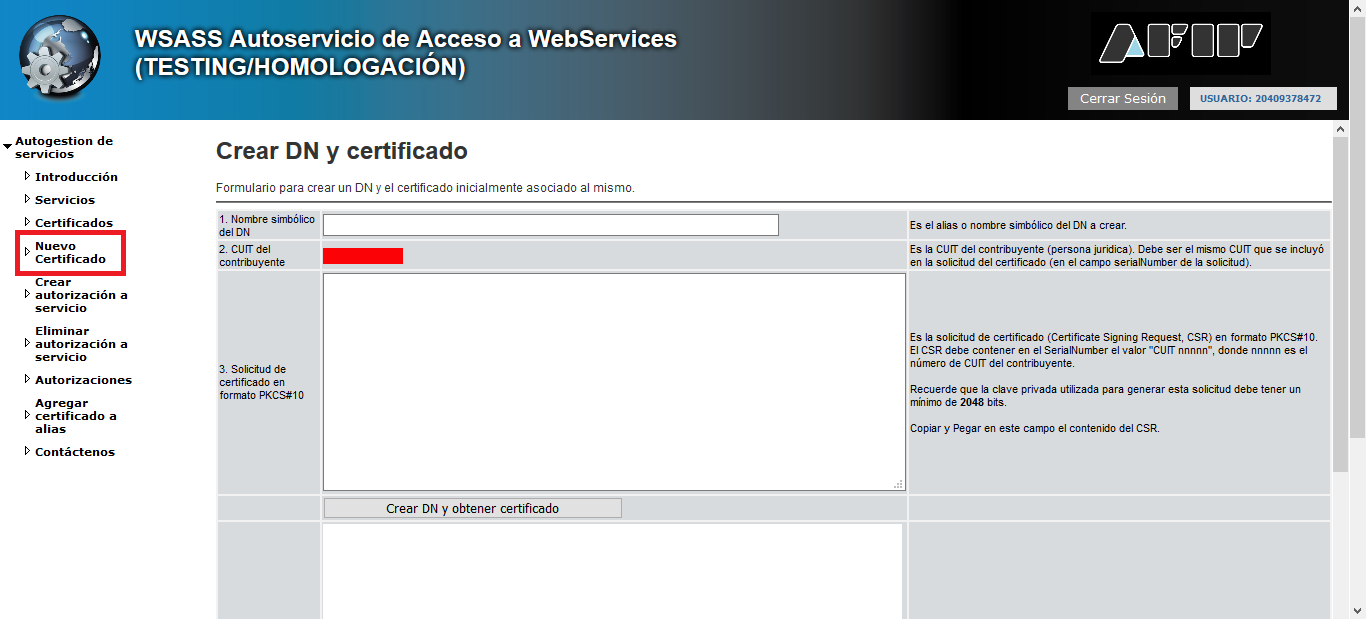 WSASS Autoservicio de Acceso a WebServices
(TESTING/HOMOLOGACIÓN)
AFIP
Cerrar Sesión
USUARIO: 20409378472
Autogestion de
servicios
Introducción
Servicios
Certificados
Nuevo
Certificado
Crear
autorización a
servicio
Eliminar
autorización a
servicio
Autorizaciones
Agregar
certificado a
alias
Contáctenos
Crear DN y certificado
Formulario para crear un DN y el certificado inicialmente asociado al mismo.
1. Nombre simbólico
del DN
Es el alias o nombre simbólico del DN a crear.
2. CUIT del
contribuyente
Es la CUIT del contribuyente (persona juridica). Debe ser el mismo CUIT que se incluyó
en la solicitud del certificado (en el campo serialNumber de la solicitud).
3. Solicitud de
certificado en
formato PKCS#10
Es la solicitud de certificado (Certificate Signing Request, CSR) en formato PKCS#10.
El CSR debe contener en el SerialNumber el valor "CUIT nnnnn", donde nnnnn es el
número de CUIT del contribuyente.
Recuerde que la clave privada utilizada para generar esta solicitud debe tener un
mínimo de 2048 bits.
Copiar y Pegar en este campo el contenido del CSR.
Crear DN y obtener certificado